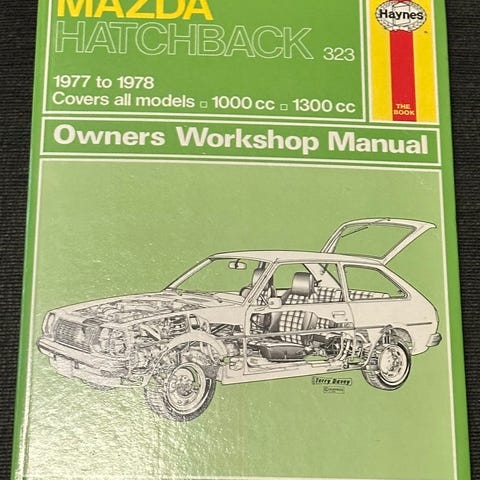 MAZDA
HATCHBACK 323
1977 to 1978
Covers all models □ 1000 cc □ 1300 cc
Haynes
THE
BOOK
Owners Workshop Manual
Terry Davey